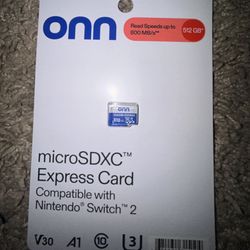 onn
Read Speeds up to
800 MB/s**
512 GB*
onn
microSDXC™
Express Card
Compatible with
Nintendo® Switch™ 2
V30 A1 10 3